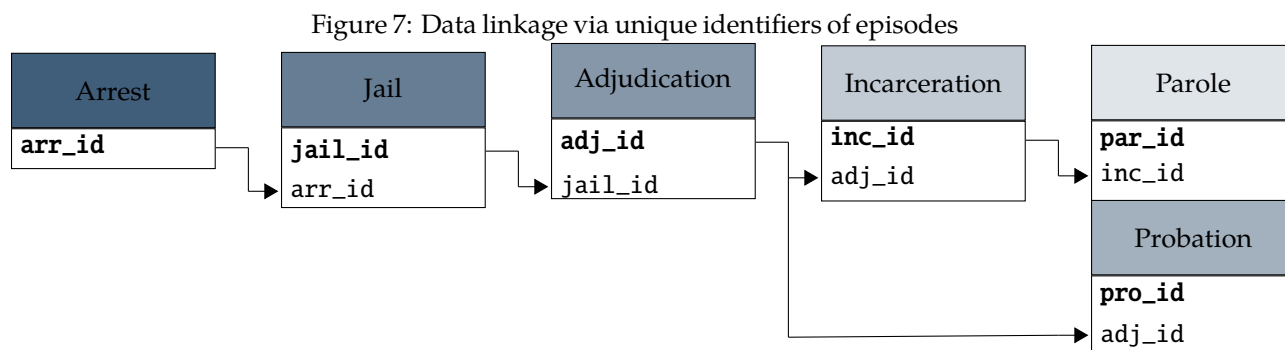 Figure 7: Data linkage via unique identifiers of episodes
Arrest
arr_id
Jail
jail_id
arr_id
Adjudication
adj_id
jail_id
Incarceration
inc_id
adj_id
Parole
par_id
inc_id
Probation
pro_id
adj_id